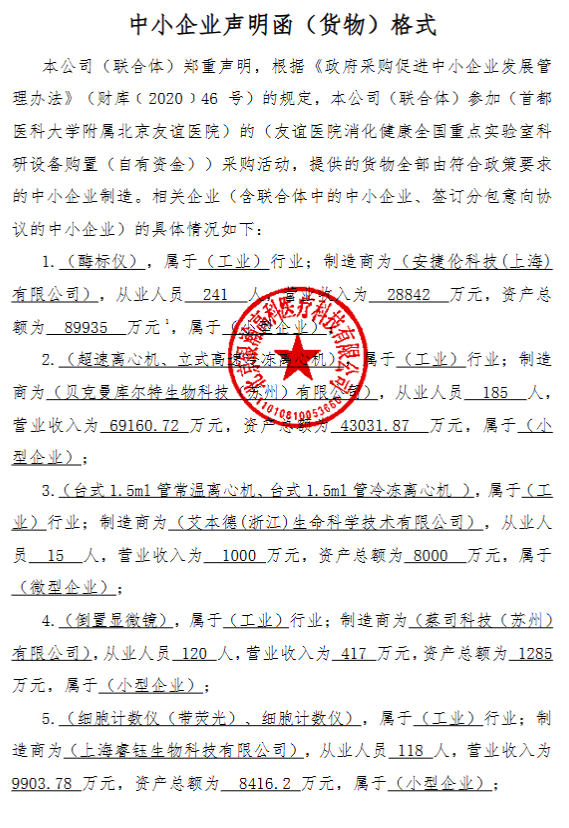 中小企业声明函（货物）格式
本公司（联合体）郑重声明，根据《政府采购促进中小企业发展管
理办法》（财库﹝2020﹞46 号）的规定，本公司（联合体）参加（首都
医科大学附属北京友谊医院）的（友谊医院消化健康全国重点实验室科
研设备购置（自有资金））采购活动，提供的货物全部由符合政策要求
的中小企业制造。相关企业（含联合体中的中小企业、签订分包意向协
议的中小企业）的具体情况如下：
1.（酶标仪），属于（工业）行业；制造商为（安捷伦科技(上海)
有限公司），从业人员 241 人，营业收入为 28842 万元，资产总
额为 89935 万元1，属于（小型企业）；
2.（超速离心机、立式高速冷冻离心机），属于（工业）行业；制造
商为（贝克曼库尔特生物科技（苏州）有限公司），从业人员 185 人，
营业收入为 69160.72 万元，资产总额为 43031.87 万元，属于（小
型企业）；
3.（台式1.5ml管常温离心机、台式1.5ml管冷冻离心机 ），属于（工
业）行业；制造商为（艾本德(浙江)生命科学技术有限公司），从业人
员 15 人，营业收入为 1000 万元，资产总额为 8000 万元，属于
（微型企业）；
4.（倒置显微镜），属于（工业）行业；制造商为（蔡司科技（苏州）
有限公司），从业人员 120 人，营业收入为 417 万元，资产总额为 1285
万元，属于（小型企业）；
5.（细胞计数仪（带荧光）、细胞计数仪），属于（工业）行业；制
造商为（上海睿钰生物科技有限公司），从业人员 118 人，营业收入为
9903.78 万元，资产总额为 8416.2 万元，属于（小型企业）；
高科医疗科技有限公司